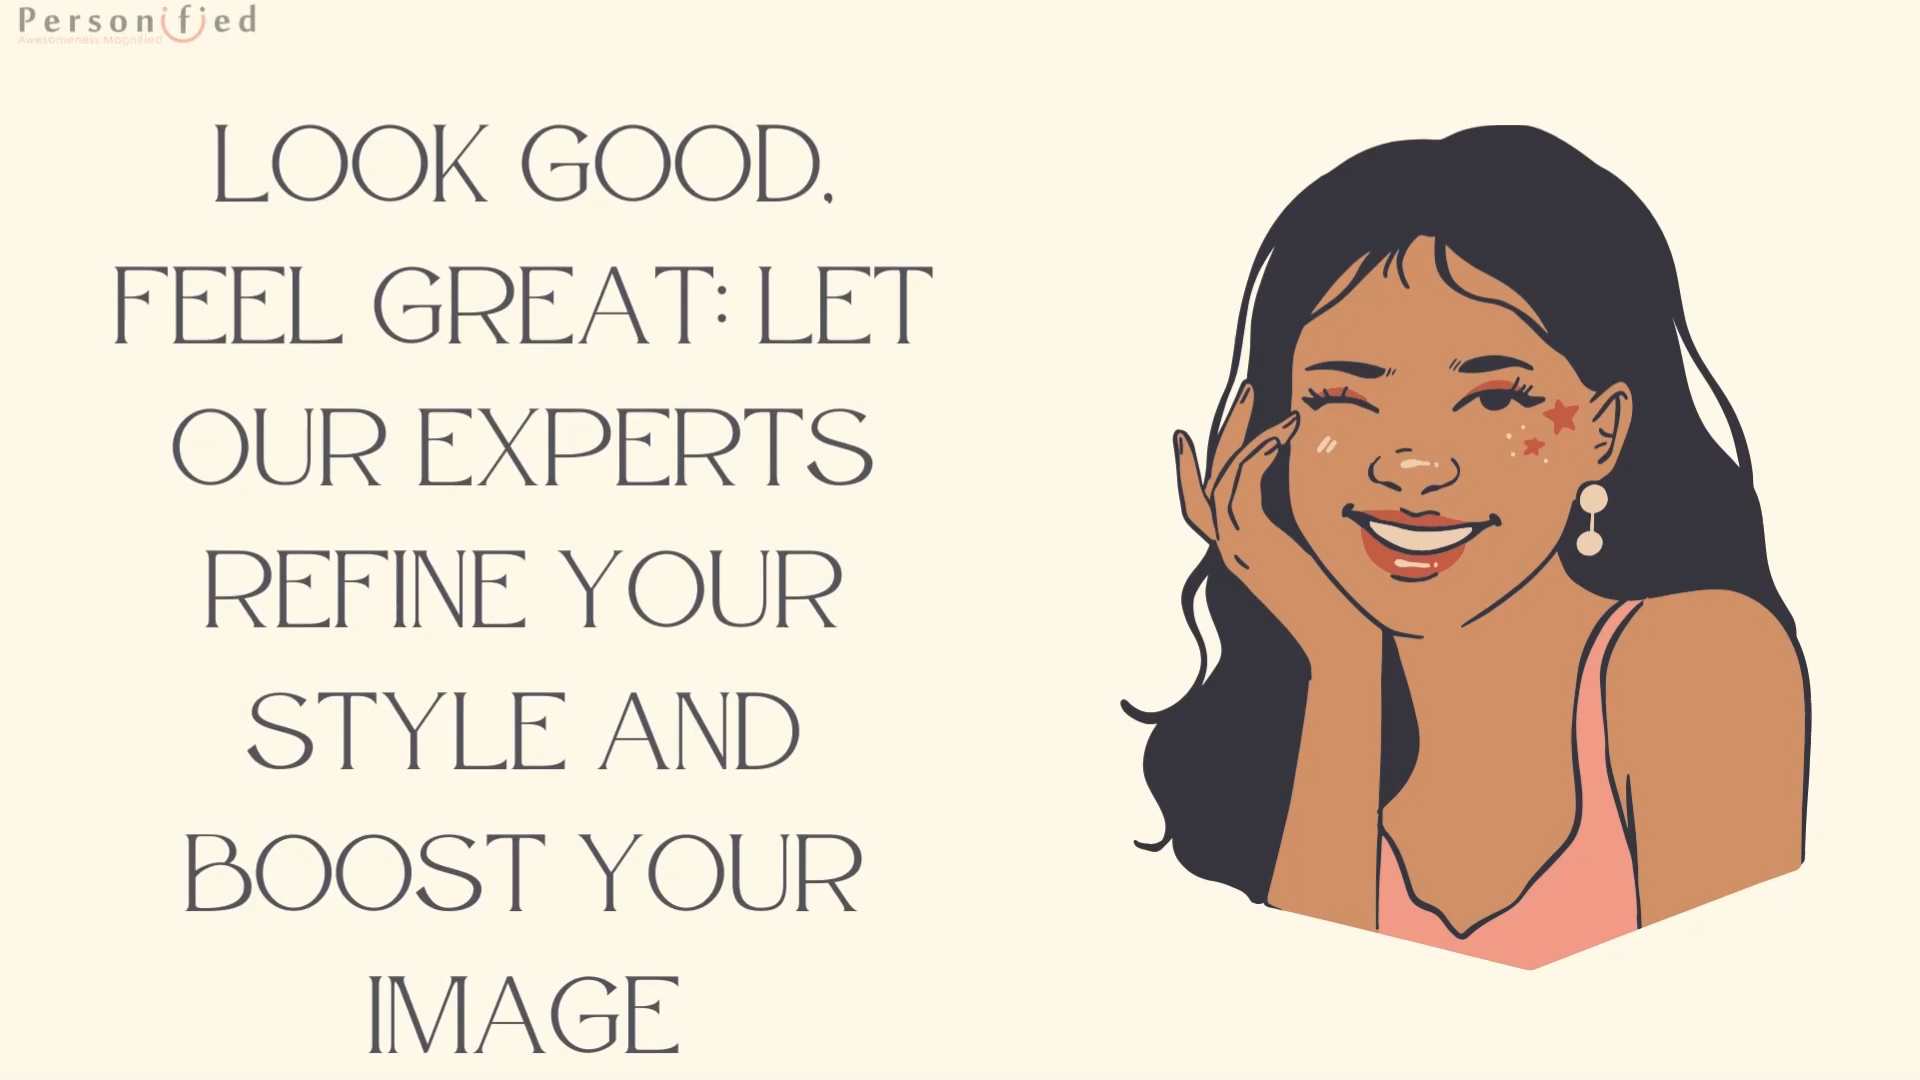 Personified
Awesomeness Magnified
LOOK GOOD,
FEEL GREAT: LET
OUR EXPERTS
REFINE YOUR
STYLE AND
BOOST YOUR
IMAGE